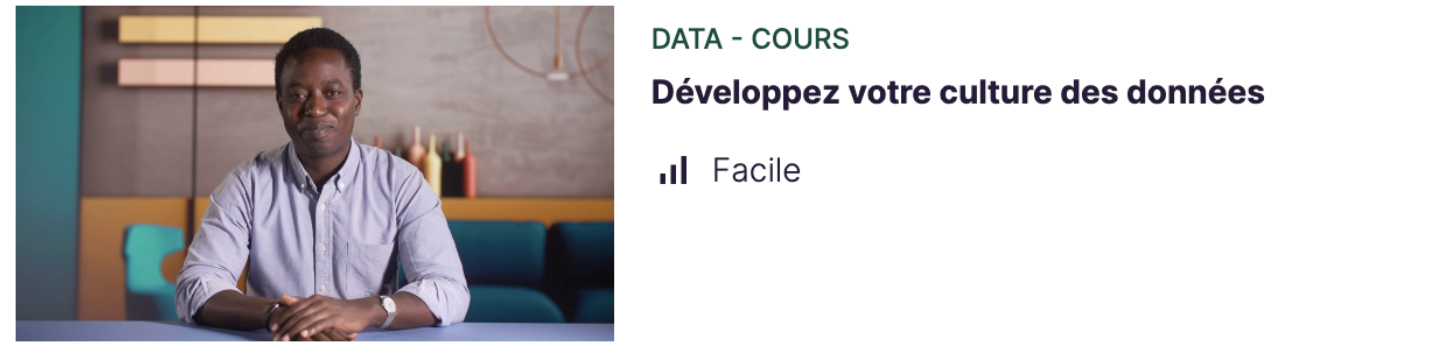 DATA - COURS
Développez votre culture des données
Facile